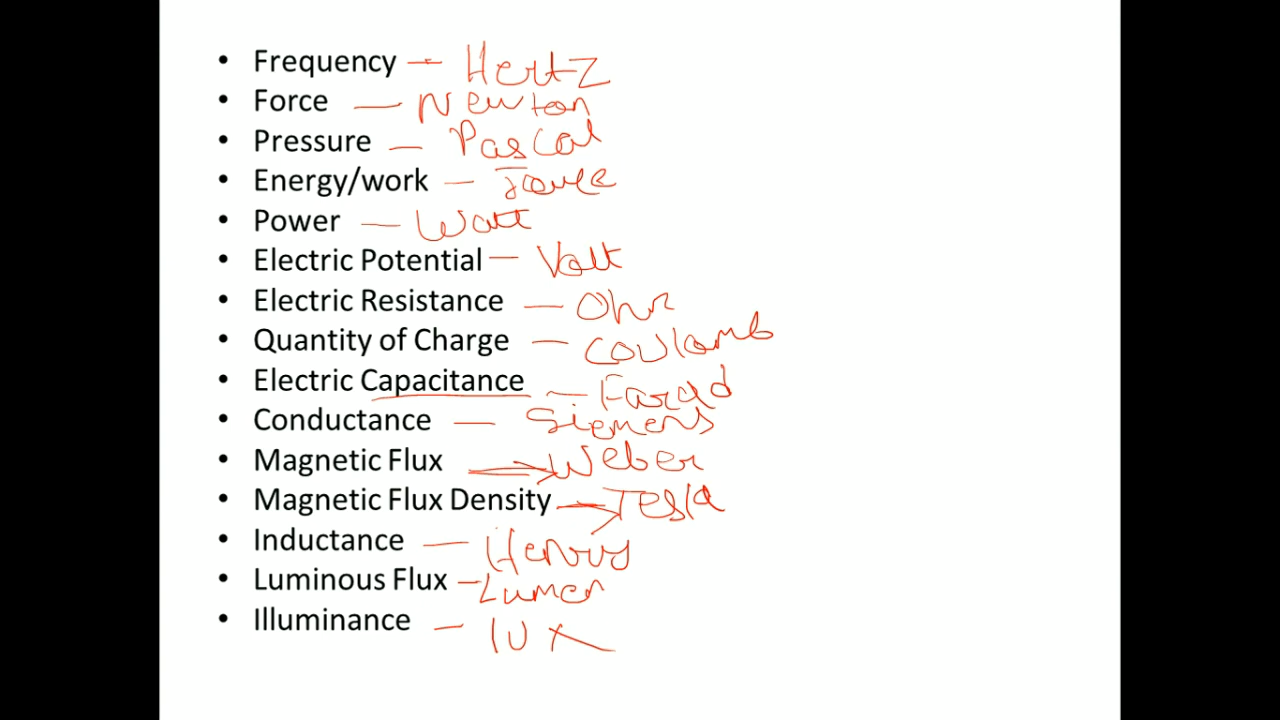 • Frequency — Hertz
• Force — Newton
• Pressure — Pascal
• Energy/work — Joule
• Power — Watt
• Electric Potential — Volt
• Electric Resistance — Ohm
• Quantity of Charge — Coulomb
• Electric Capacitance — Farad
• Conductance — Siemens
• Magnetic Flux → Weber
• Magnetic Flux Density → Tesla
• Inductance — Henry
• Luminous Flux — Lumen
• Illuminance — lux